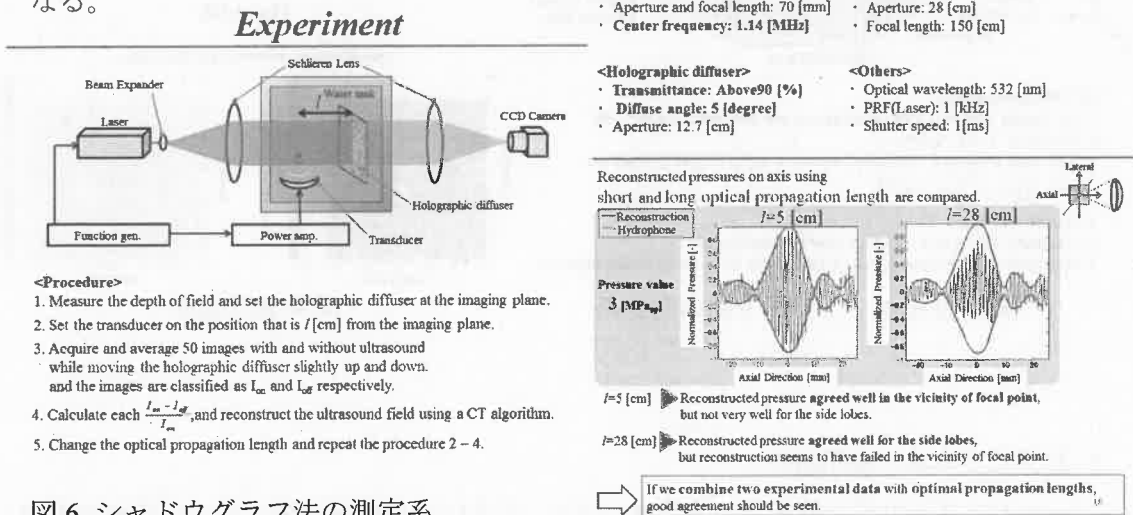 なる。
Experiment
Schlieren Lens
Beam Expander
Water tank
l
Laser
CCD Camera
Holographic diffuser
Function gen.
Power amp.
Transducer
<Procedure>
1. Measure the depth of field and set the holographic diffuser at the imaging plane.
2. Set the transducer on the position that is l [cm] from the imaging plane.
3. Acquire and average 50 images with and without ultrasound
while moving the holographic diffuser slightly up and down.
and the images are classified as Ion and Ioff respectively.
4. Calculate each (Ion - Ioff)/Ion ,and reconstruct the ultrasound field using a CT algorithm.
5. Change the optical propagation length and repeat the procedure 2 – 4.
図 6 シャドウグラフ法の測定系
· Aperture and focal length: 70 [mm]
· Center frequency: 1.14 [MHz]
· Aperture: 28 [cm]
· Focal length: 150 [cm]
<Holographic diffuser>
· Transmittance: Above90 [%]
· Diffuse angle: 5 [degree]
· Aperture: 12.7 [cm]
<Others>
· Optical wavelength: 532 [nm]
· PRF(Laser): 1 [kHz]
· Shutter speed: 1[ms]
Reconstructed pressures on axis using
short and long optical propagation length are compared.
Lateral
Axial
Reconstruction
Hydrophone
l=5 [cm]
l=28 [cm]
Pressure value
3 [MPapp]
Normalized Pressure [-]
Normalized Pressure [-]
Axial Direction [mm]
Axial Direction [mm]
l=5 [cm] Reconstructed pressure agreed well in the vicinity of focal point,
but not very well for the side lobes.
l=28 [cm] Reconstructed pressure agreed well for the side lobes,
but reconstruction seems to have failed in the vicinity of focal point.
If we combine two experimental data with optimal propagation lengths,
good agreement should be seen.